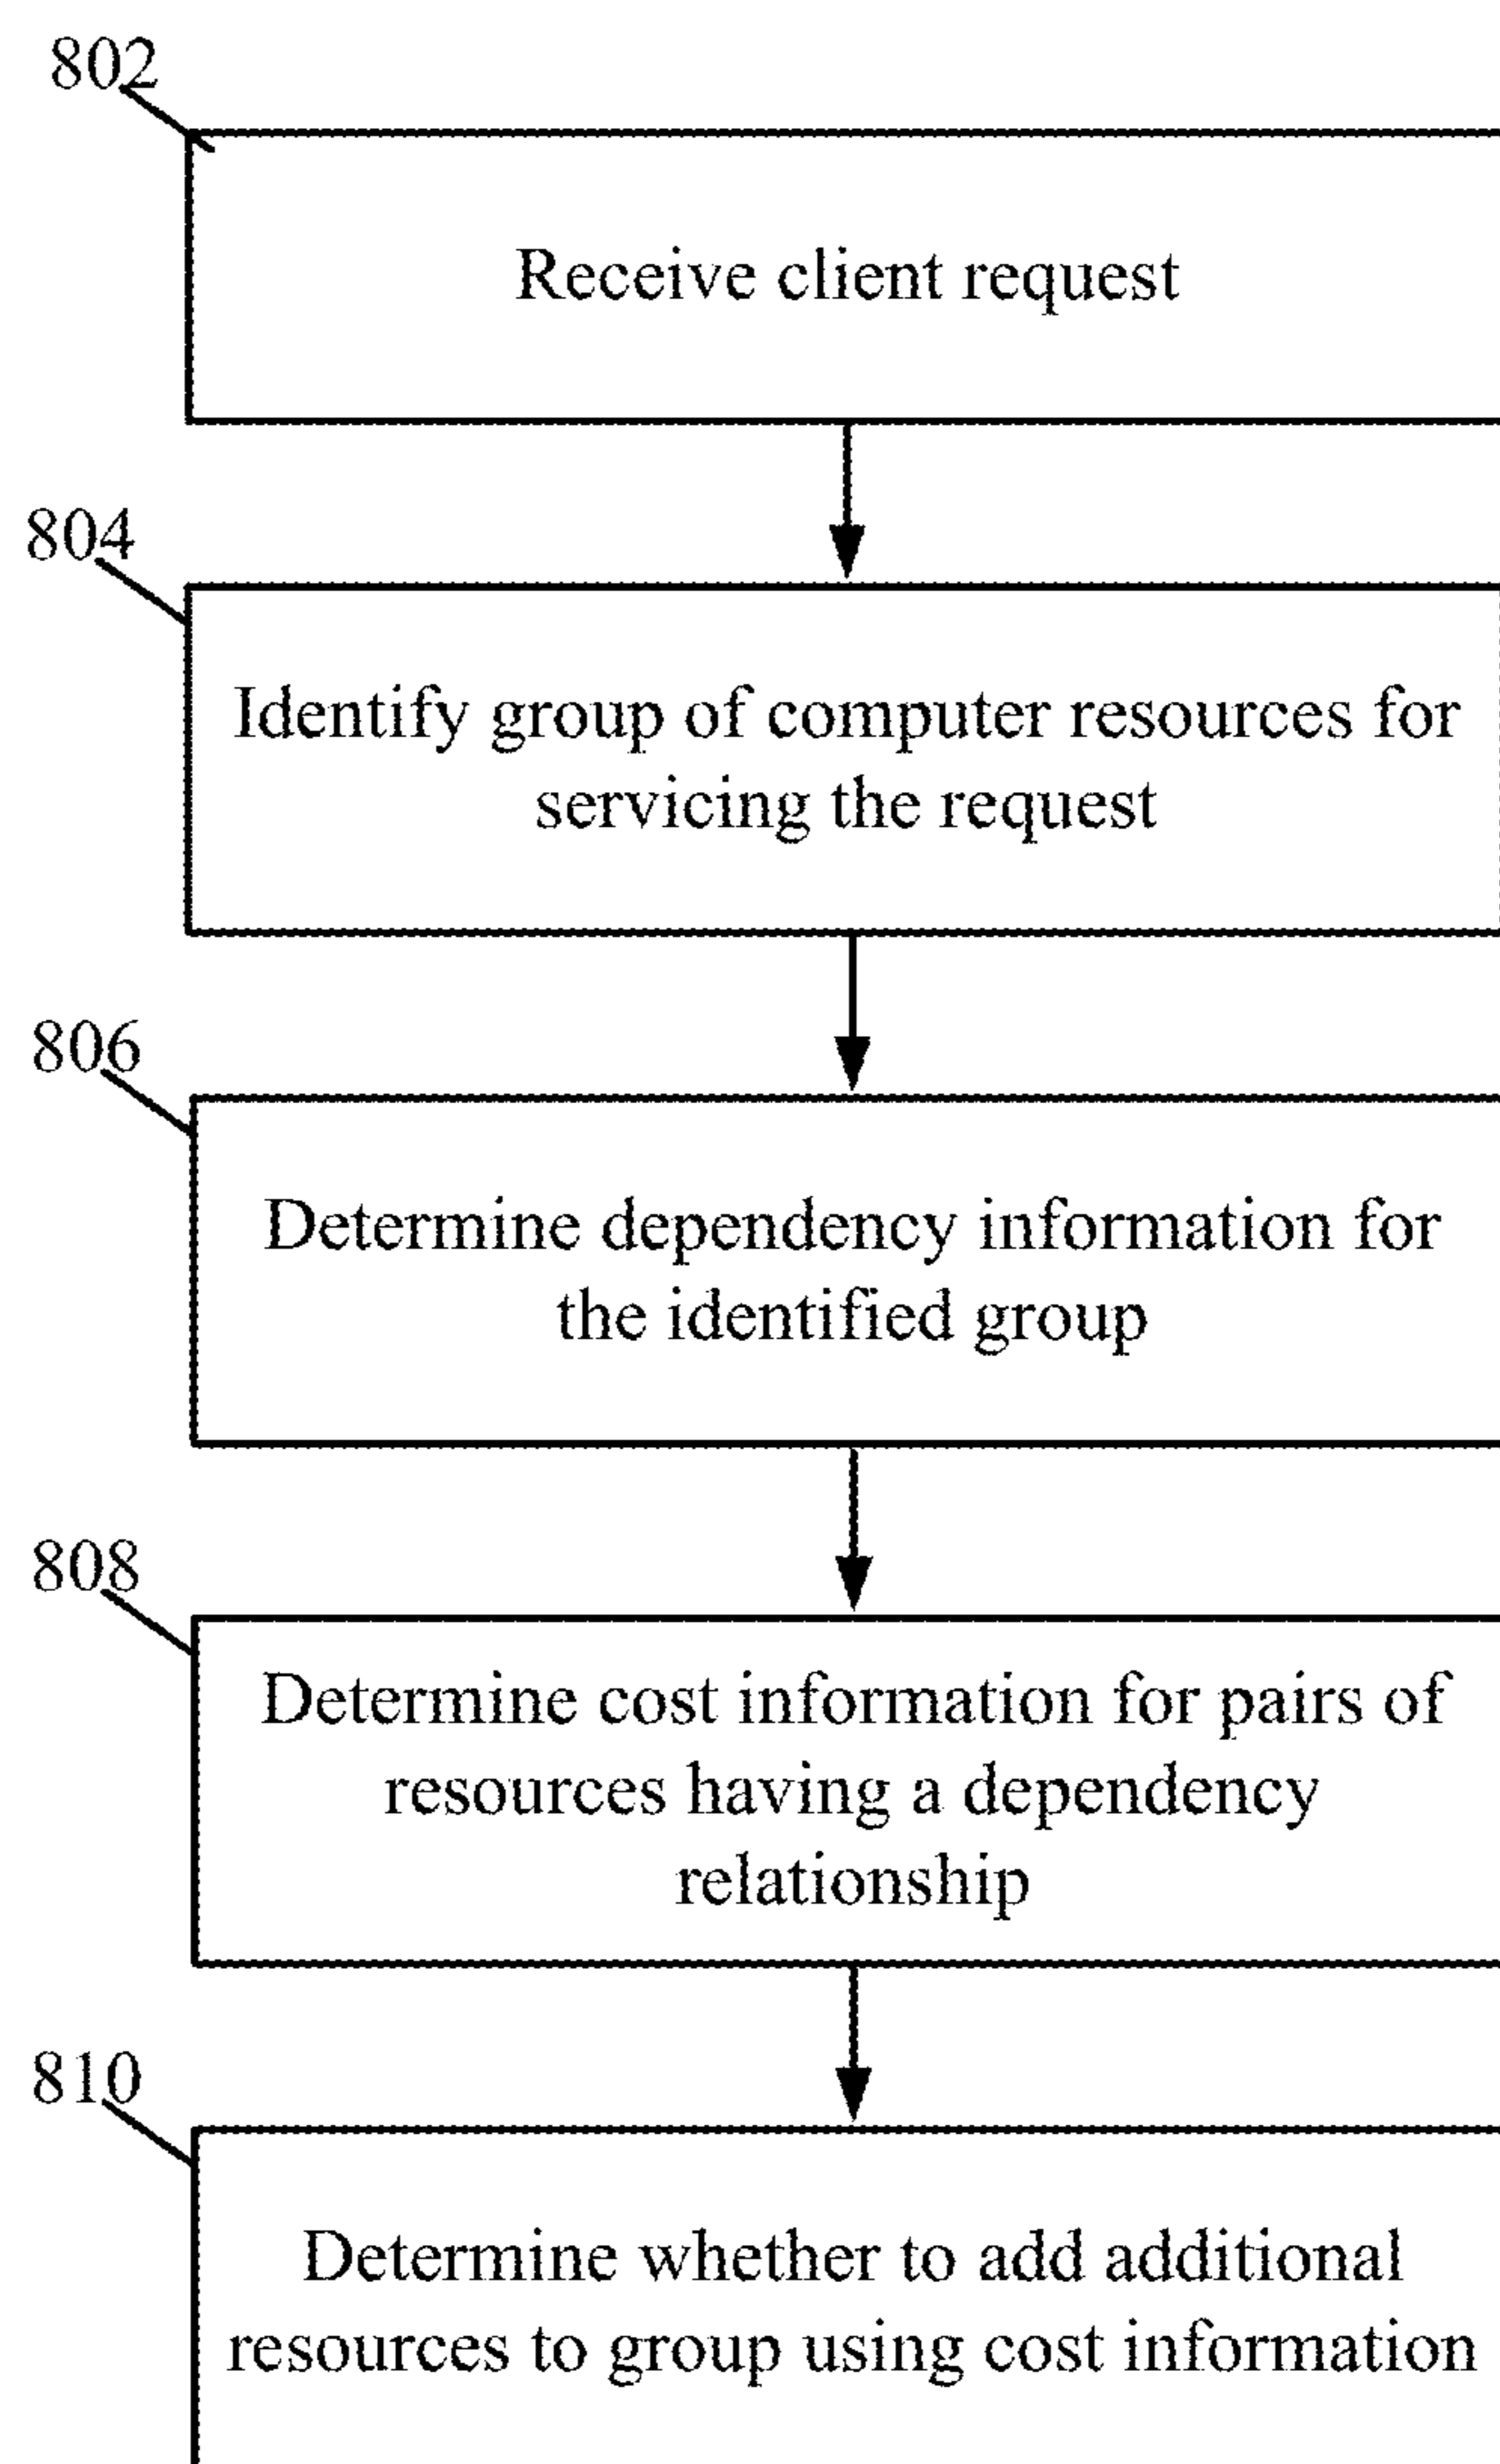 802
Receive client request
804
Identify group of computer resources for
servicing the request
806
Determine dependency information for
the identified group
808
Determine cost information for pairs of
resources having a dependency
relationship
810
Determine whether to add additional
resources to group using cost information